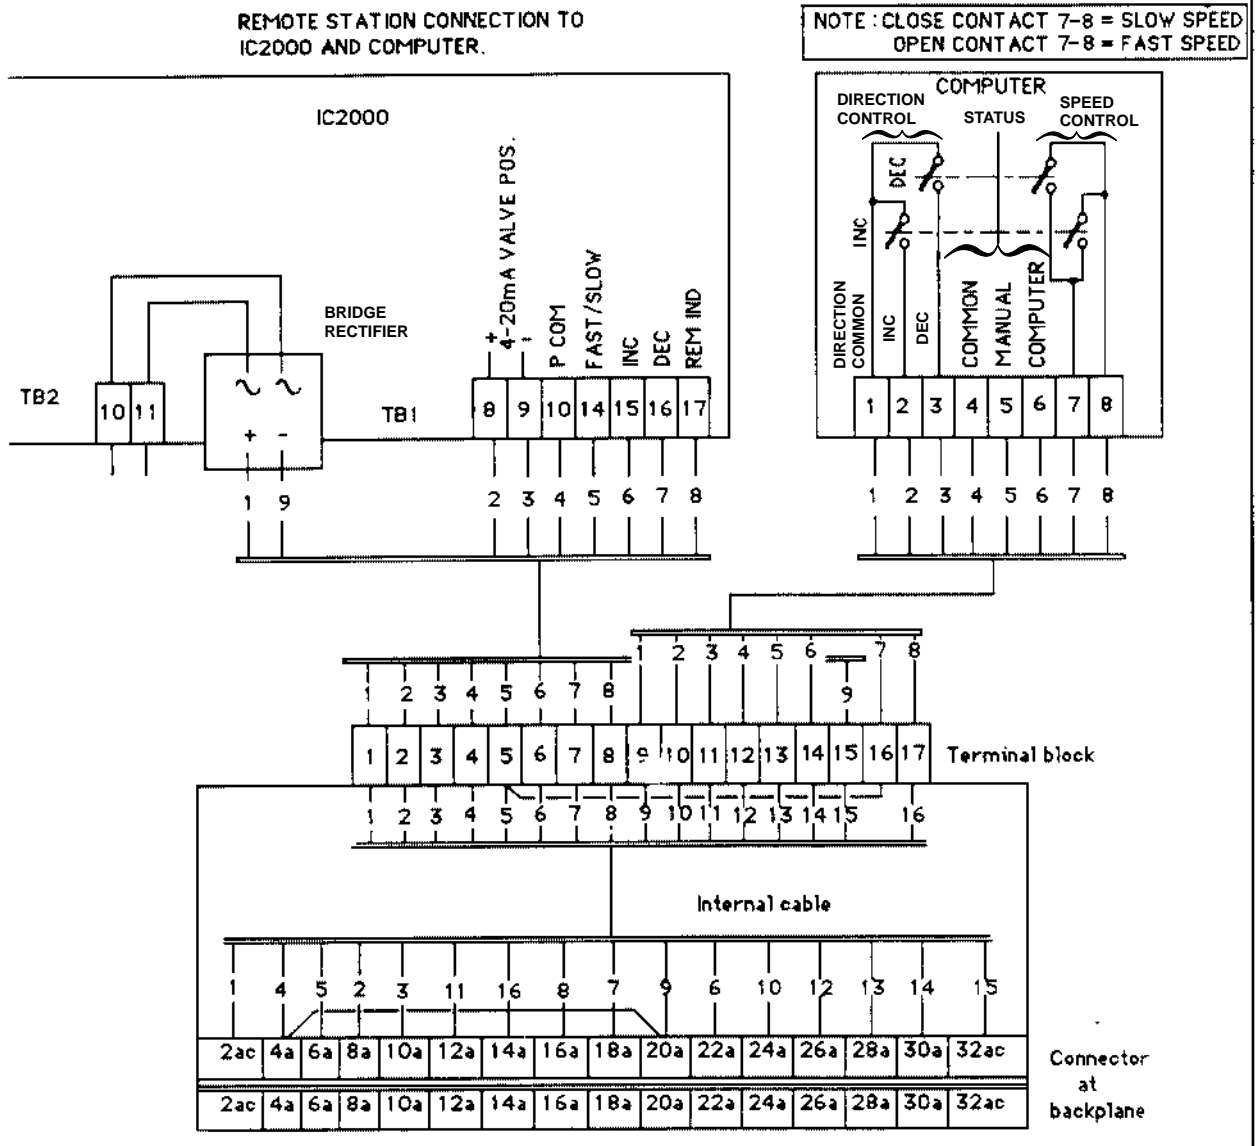 REMOTE STATION CONNECTION TO
IC2000 AND COMPUTER.
NOTE : CLOSE CONTACT 7-8 = SLOW SPEED
OPEN CONTACT 7-8 = FAST SPEED
IC2000
COMPUTER
DIRECTION
CONTROL
STATUS
SPEED
CONTROL
DEC
INC
BRIDGE
RECTIFIER
+ 4-20mA VALVE POS. -
P COM
FAST/SLOW
INC
DEC
REM IND
DIRECTION
COMMON
INC
DEC
COMMON
MANUAL
COMPUTER
TB2
10 11
~ ~
+ -
TB1
8 9 10 14 15 16 17
1 2 3 4 5 6 7 8
1 9
2 3 4 5 6 7 8
1 2 3 4 5 6 7 8
1 2 3 4 5 6 7 8
1 2 3 4 5 6 7 8
9
1 2 3 4 5 6 7 8 9 10 11 12 13 14 15 16 17
Terminal block
1 2 3 4 5 6 7 8 9 10 11 12 13 14 15 16
Internal cable
1 4 5 2 3 11 16 8 7 9 6 10 12 13 14 15
2ac 4a 6a 8a 10a 12a 14a 16a 18a 20a 22a 24a 26a 28a 30a 32ac
Connector
at
backplane
2ac 4a 6a 8a 10a 12a 14a 16a 18a 20a 22a 24a 26a 28a 30a 32ac